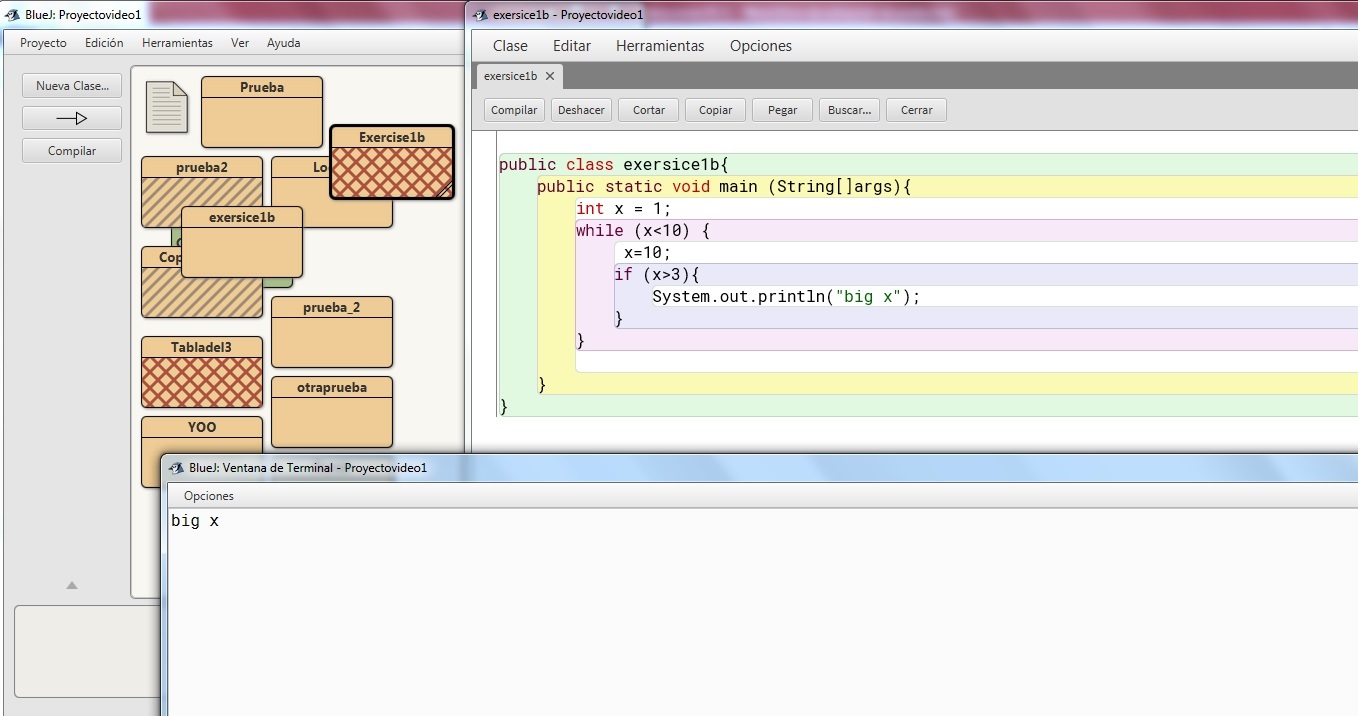 BlueJ: Proyectovideo1
Proyecto Edición Herramientas Ver Ayuda
Nueva Clase...
Compilar
Prueba
Exercise1b
prueba2
Lo
exersice1b
Cop
prueba_2
Tabladel3
otraprueba
YOO
exersice1b - Proyectovideo1
Clase Editar Herramientas Opciones
exersice1b
Compilar Deshacer Cortar Copiar Pegar Buscar... Cerrar
public class exersice1b{
public static void main (String[]args){
int x = 1;
while (x<10) {
x=10;
if (x>3){
System.out.println("big x");
}
}
}
}
BlueJ: Ventana de Terminal - Proyectovideo1
Opciones
big x